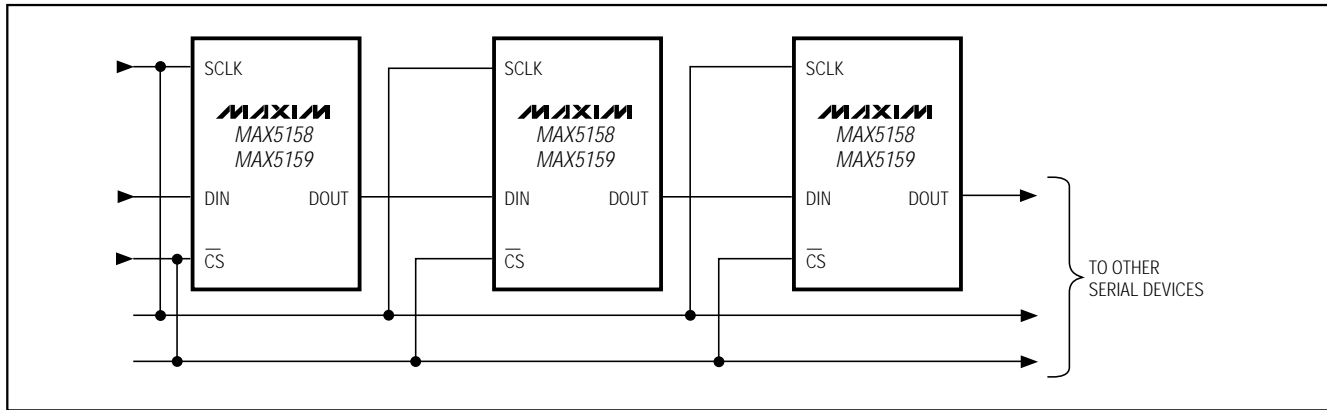 SCLK
MAXIM
MAX5158
MAX5159
DIN DOUT
CS
SCLK
MAXIM
MAX5158
MAX5159
DIN DOUT
CS
SCLK
MAXIM
MAX5158
MAX5159
DIN DOUT
CS
TO OTHER
SERIAL DEVICES